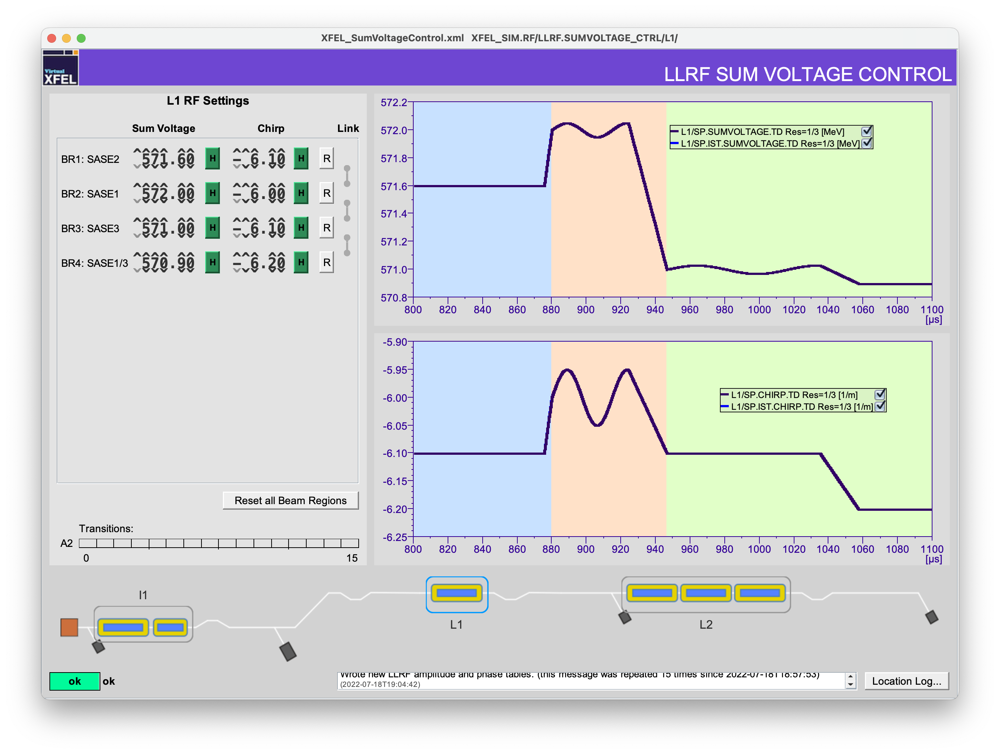 XFEL_SumVoltageControl.xml XFEL_SIM.RF/LLRF.SUMVOLTAGE_CTRL/L1/
Virtual
XFEL
LLRF SUM VOLTAGE CONTROL
L1 RF Settings
Sum Voltage Chirp Link
BR1: SASE2 571.60 H - 6.10 H R
BR2: SASE1 572.00 H - 6.00 H R
BR3: SASE3 571.00 H - 6.10 H R
BR4: SASE1/3 570.90 H - 6.20 H R
Reset all Beam Regions
Transitions:
A2
0 15
572.2
572.0
571.8
571.6
571.4
571.2
571.0
570.8
L1/SP.SUMVOLTAGE.TD Res=1/3 [MeV]
L1/SP.IST.SUMVOLTAGE.TD Res=1/3 [MeV]
800 820 840 860 880 900 920 940 960 980 1000 1020 1040 1060 1080 1100
[µs]
-5.90
-5.95
-6.00
-6.05
-6.10
-6.15
-6.20
-6.25
L1/SP.CHIRP.TD Res=1/3 [1/m]
L1/SP.IST.CHIRP.TD Res=1/3 [1/m]
800 820 840 860 880 900 920 940 960 980 1000 1020 1040 1060 1080 1100
[µs]
I1
L1
L2
ok ok
Wrote new LLRF amplitude and phase tables. (this message was repeated 15 times since 2022-07-18T18:57:53)
(2022-07-18T19:04:42)
Location Log...